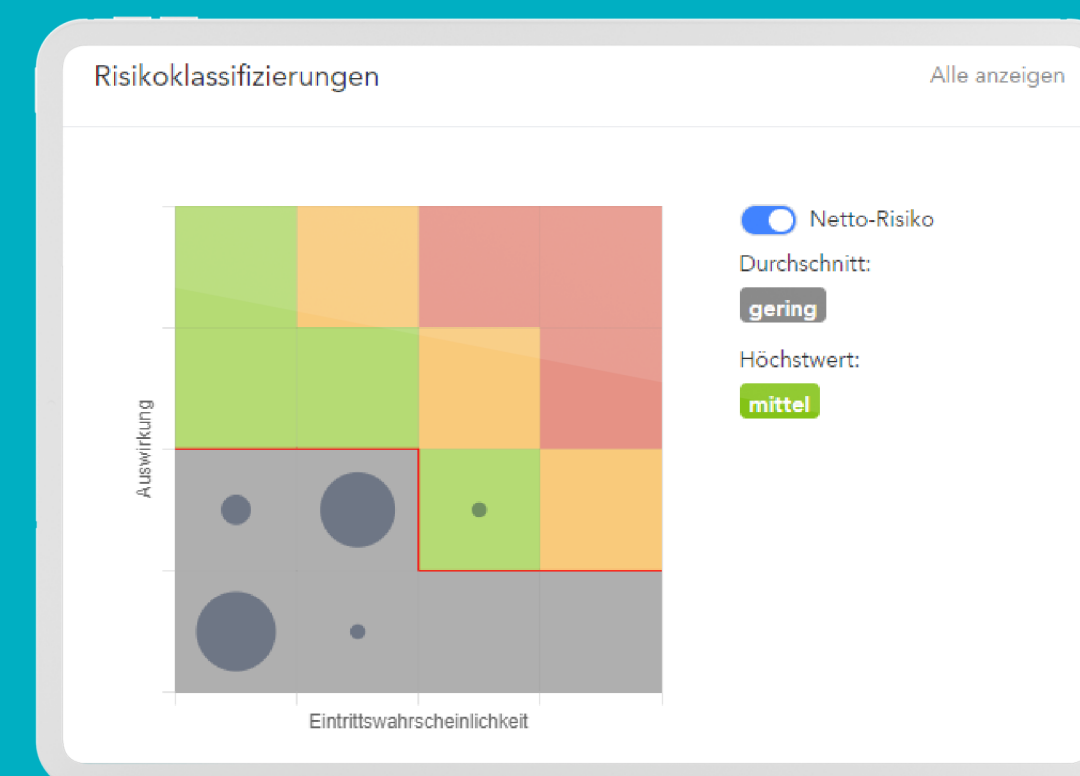 Risikoklassifizierungen
Alle anzeigen
Netto-Risiko
Durchschnitt:
gering
Höchstwert:
mittel
Auswirkung
Eintrittswahrscheinlichkeit